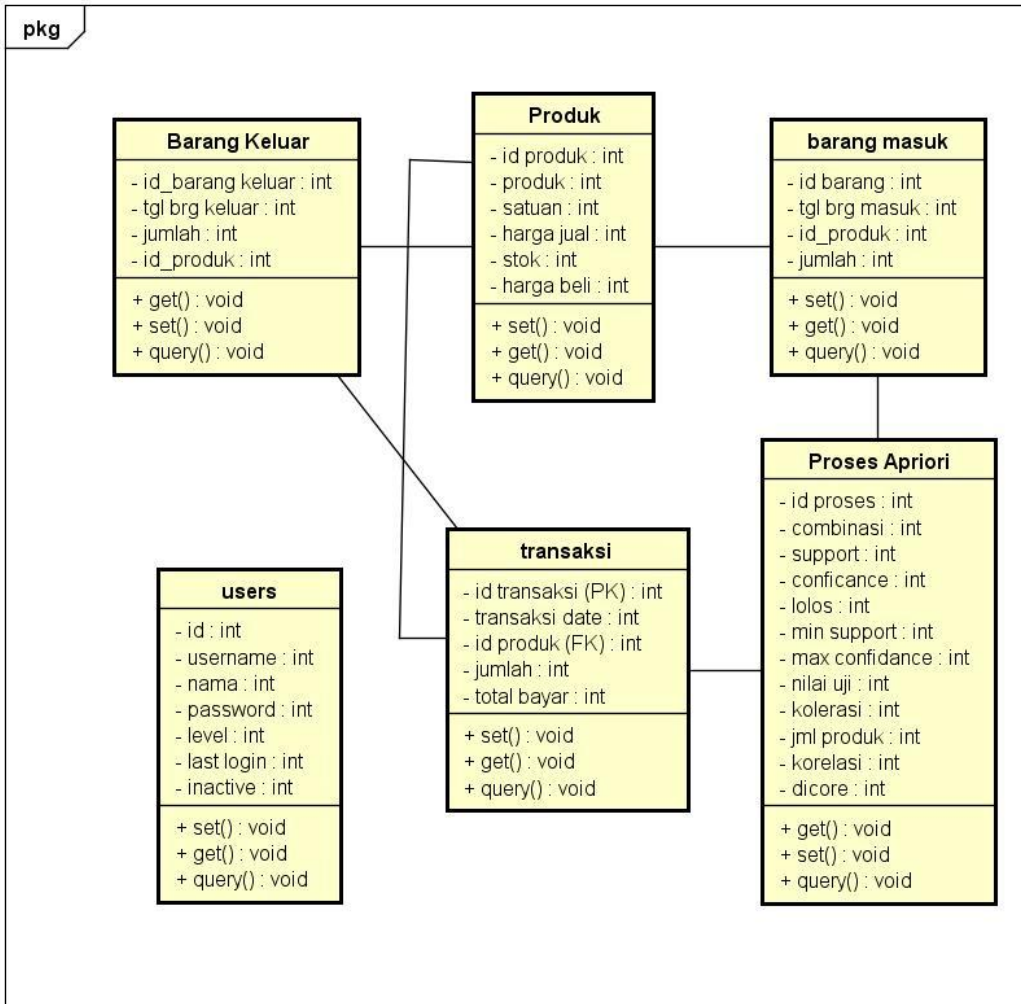 pkg
Barang Keluar
- id_barang keluar : int
- tgl brg keluar : int
- jumlah : int
- id_produk : int
+ get() : void
+ set() : void
+ query() : void
Produk
- id produk : int
- produk : int
- satuan : int
- harga jual : int
- stok : int
- harga beli : int
+ set() : void
+ get() : void
+ query() : void
barang masuk
- id barang : int
- tgl brg masuk : int
- id_produk : int
- jumlah : int
+ set() : void
+ get() : void
+ query() : void
users
- id : int
- username : int
- nama : int
- password : int
- level : int
- last login : int
- inactive : int
+ set() : void
+ get() : void
+ query() : void
transaksi
- id transaksi (PK) : int
- transaksi date : int
- id produk (FK) : int
- jumlah : int
- total bayar : int
+ set() : void
+ get() : void
+ query() : void
Proses Apriori
- id proses : int
- combinasi : int
- support : int
- conficance : int
- lolos : int
- min support : int
- max confidance : int
- nilai uji : int
- kolerasi : int
- jml produk : int
- korelasi : int
- dicore : int
+ get() : void
+ set() : void
+ query() : void